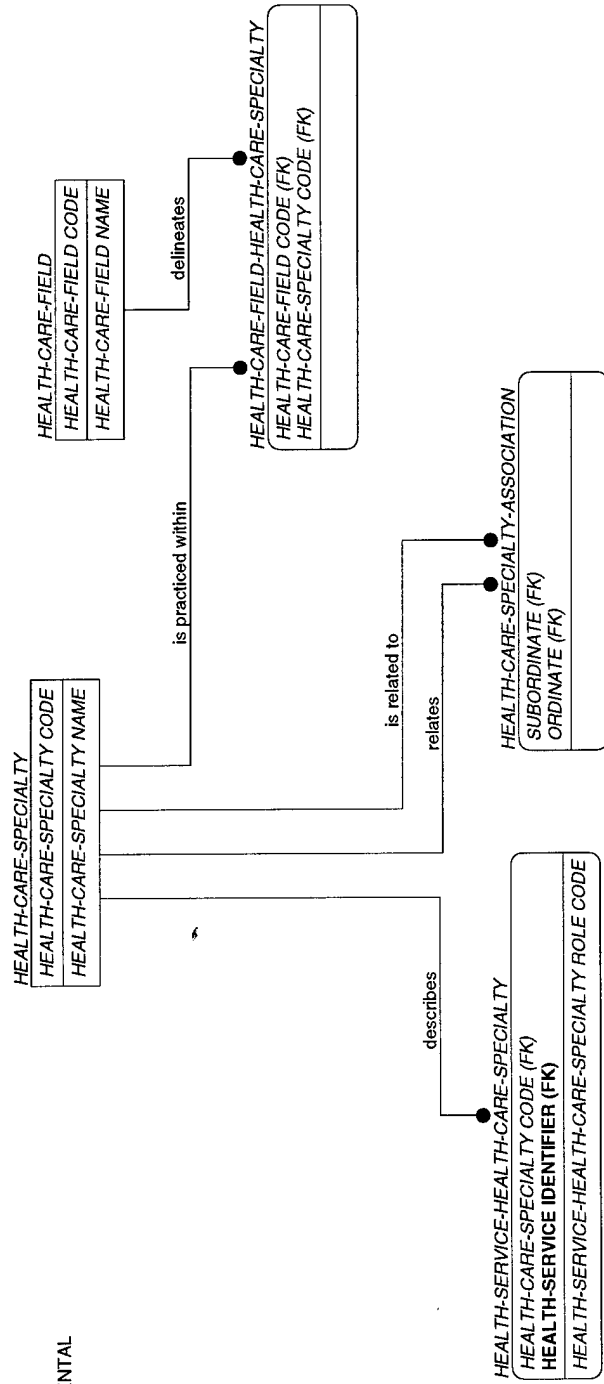 NTAL
HEALTH-CARE-SPECIALTY
HEALTH-CARE-SPECIALTY CODE
HEALTH-CARE-SPECIALTY NAME
HEALTH-CARE-FIELD
HEALTH-CARE-FIELD CODE
HEALTH-CARE-FIELD NAME
is practiced within
delineates
HEALTH-CARE-FIELD-HEALTH-CARE-SPECIALTY
HEALTH-CARE-FIELD CODE (FK)
HEALTH-CARE-SPECIALTY CODE (FK)
is related to
relates
describes
HEALTH-SERVICE-HEALTH-CARE-SPECIALTY
HEALTH-CARE-SPECIALTY CODE (FK)
HEALTH-SERVICE IDENTIFIER (FK)
HEALTH-SERVICE-HEALTH-CARE-SPECIALTY ROLE CODE
HEALTH-CARE-SPECIALTY-ASSOCIATION
SUBORDINATE (FK)
ORDINATE (FK)